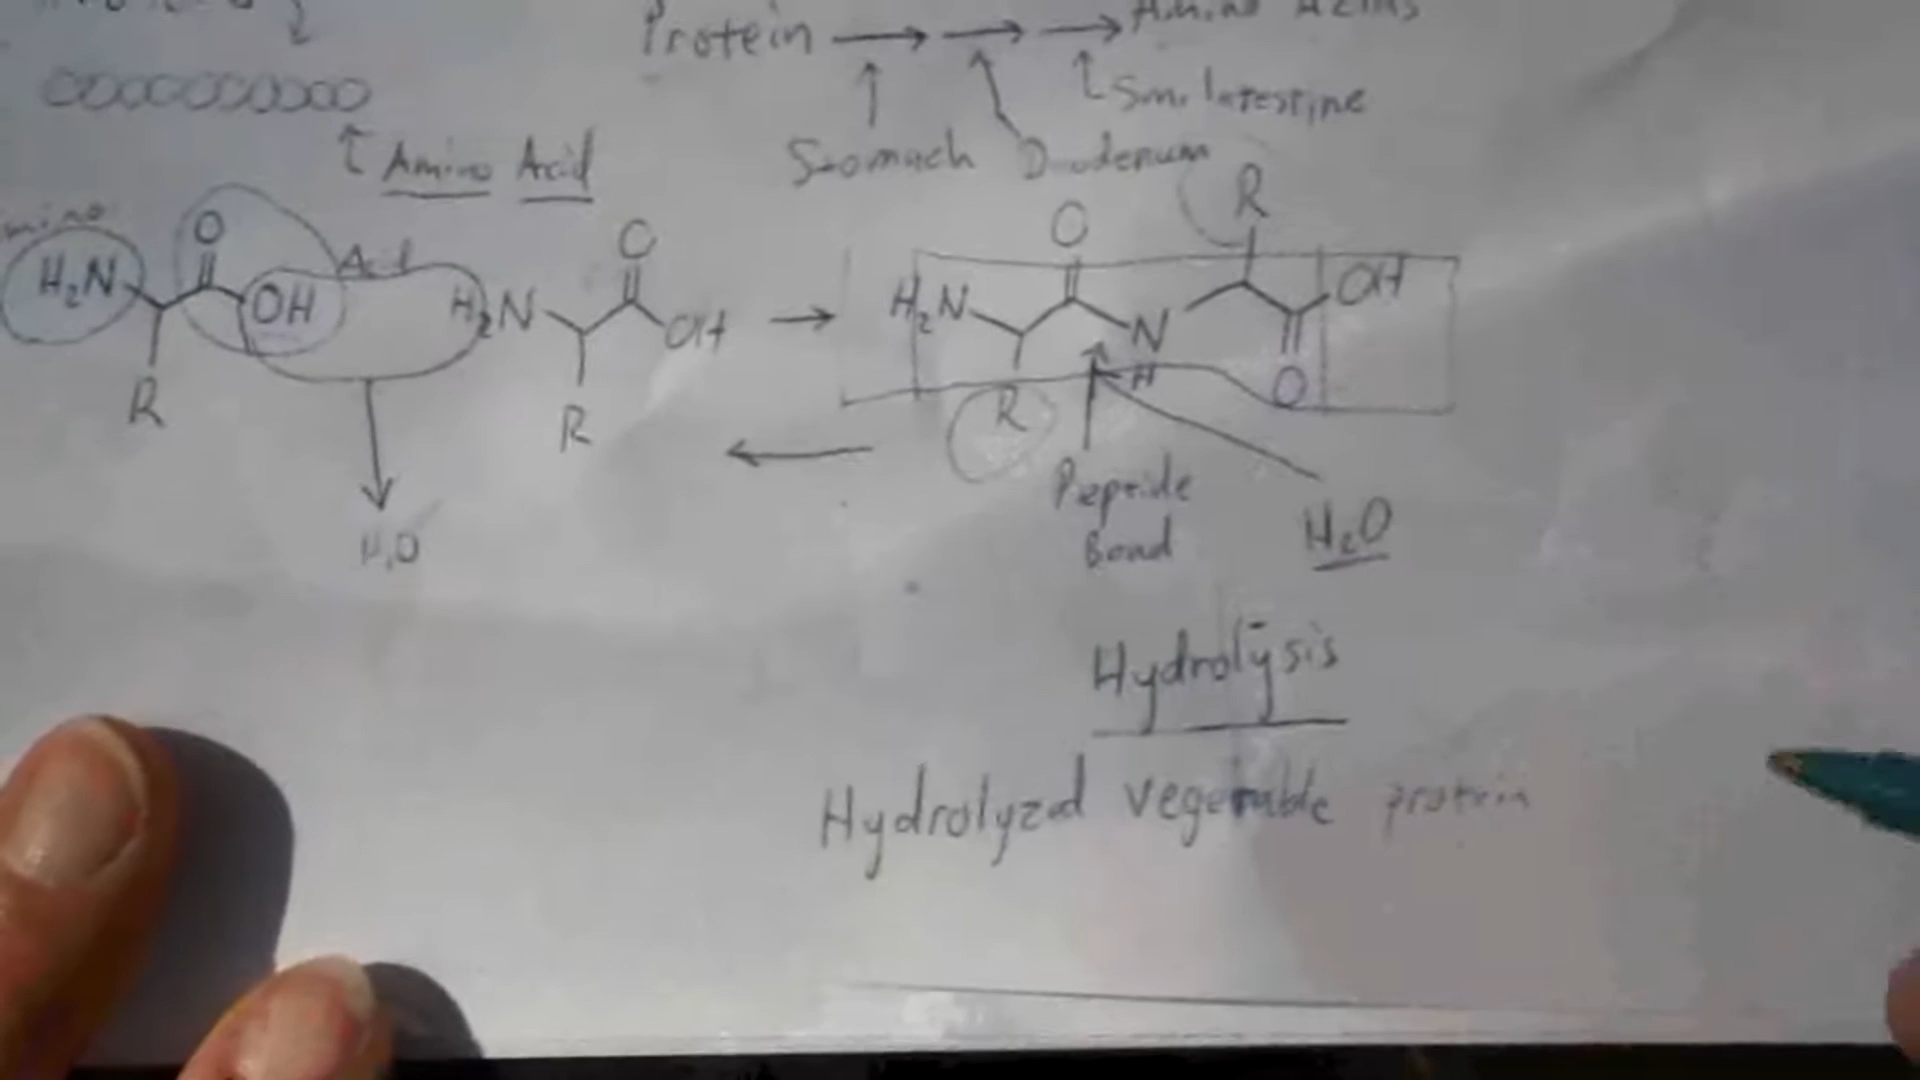 Protein → → → Amino Acids
↑ Stomach
Duodenum
Sm. Intestine
↑ Amino Acid
H₂N
O
OH
R
Acid
H₂N
O
OH
R
→
H₂N
O
R
N
H
R
OH
O
←
H₂O
Peptide
Bond
H₂O
Hydrolysis
Hydrolyzed vegetable protein